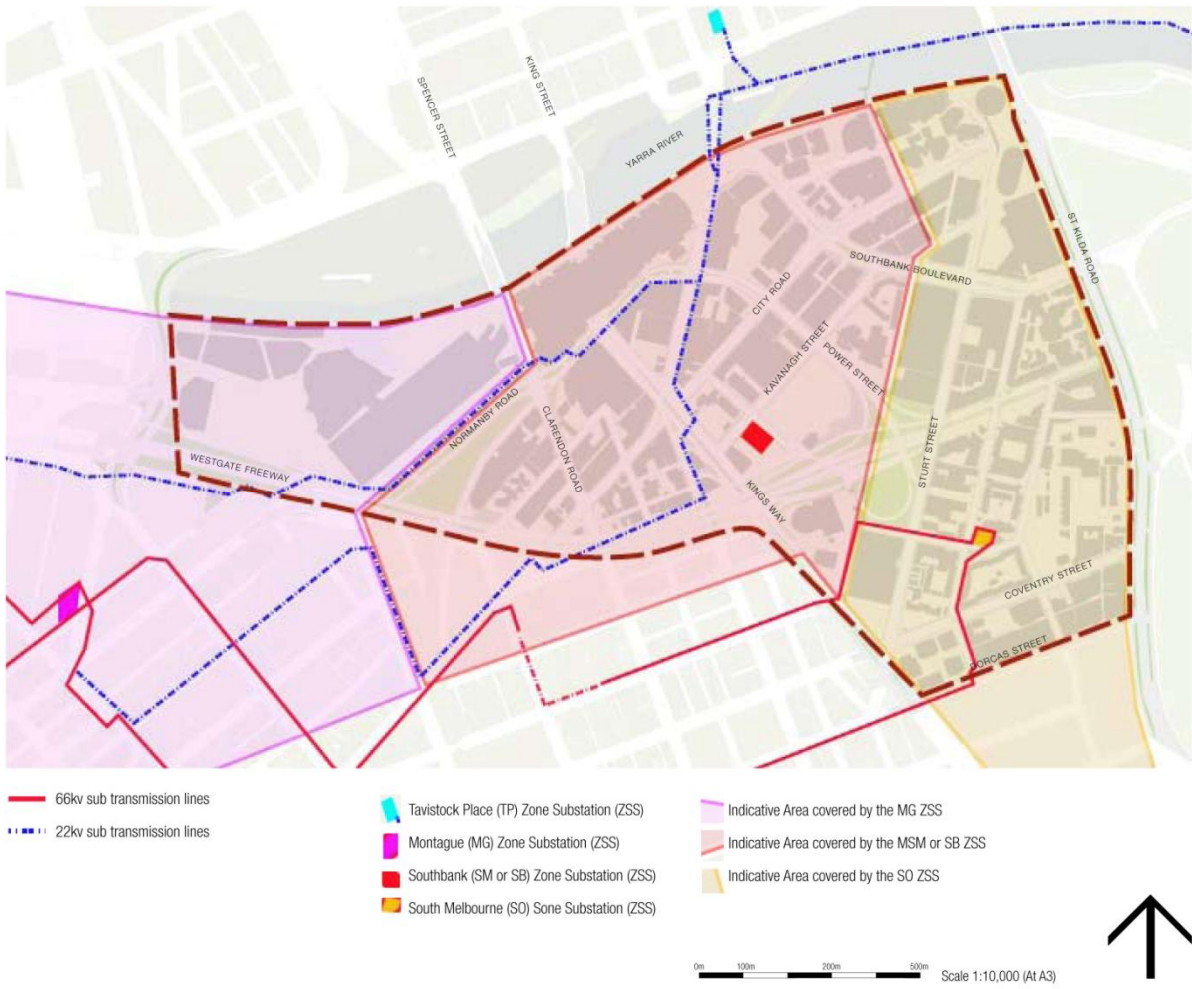 SPENCER STREET
KING STREET
YARRA RIVER
ST KILDA ROAD
SOUTHBANK BOULEVARD
CITY ROAD
KAVANAGH STREET
POWER STREET
NORMANBY ROAD
CLARENDON ROAD
STURT STREET
WESTGATE FREEWAY
KINGS WAY
COVENTRY STREET
DORCAS STREET
66kv sub transmission lines
22kv sub transmission lines
Tavistock Place (TP) Zone Substation (ZSS)
Montague (MG) Zone Substation (ZSS)
Southbank (SM or SB) Zone Substation (ZSS)
South Melbourne (SO) Sone Substation (ZSS)
Indicative Area covered by the MG ZSS
Indicative Area covered by the MSM or SB ZSS
Indicative Area covered by the SO ZSS
0m 100m 200m 500m
Scale 1:10,000 (At A3)